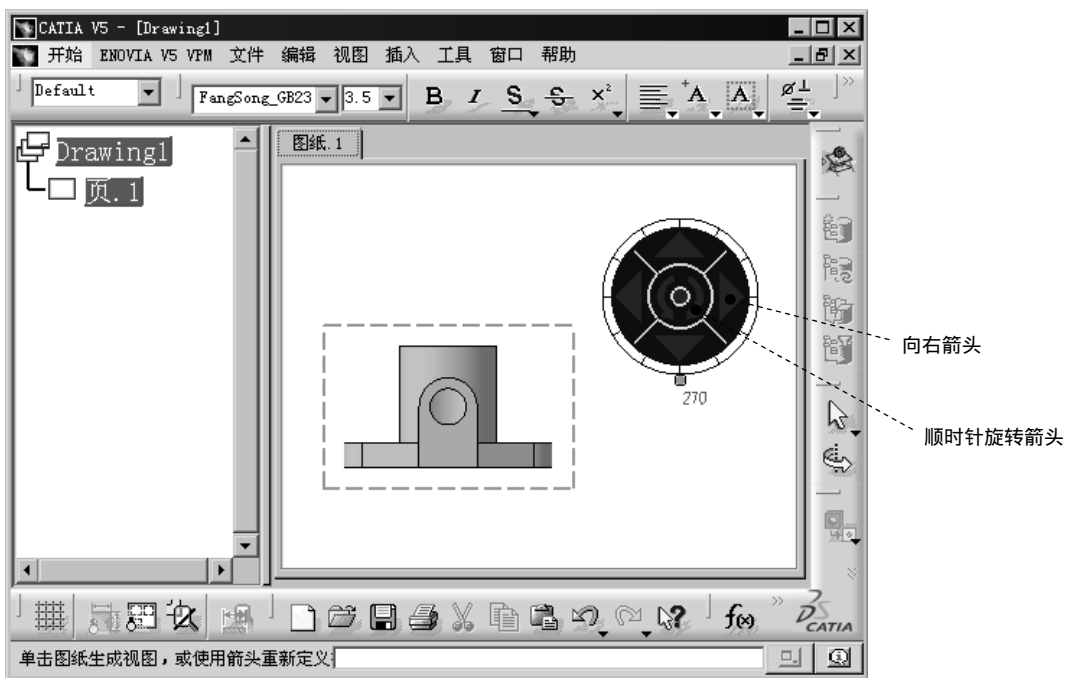 CATIA V5 - [Drawing1]
开始 ENOVIA V5 VPM 文件 编辑 视图 插入 工具 窗口 帮助
Default FangSong_GB23 3.5 B I S S x² A A
Drawing1
页.1
图纸.1
270
向右箭头
顺时针旋转箭头
f(x)
CATIA
单击图纸生成视图，或使用箭头重新定义